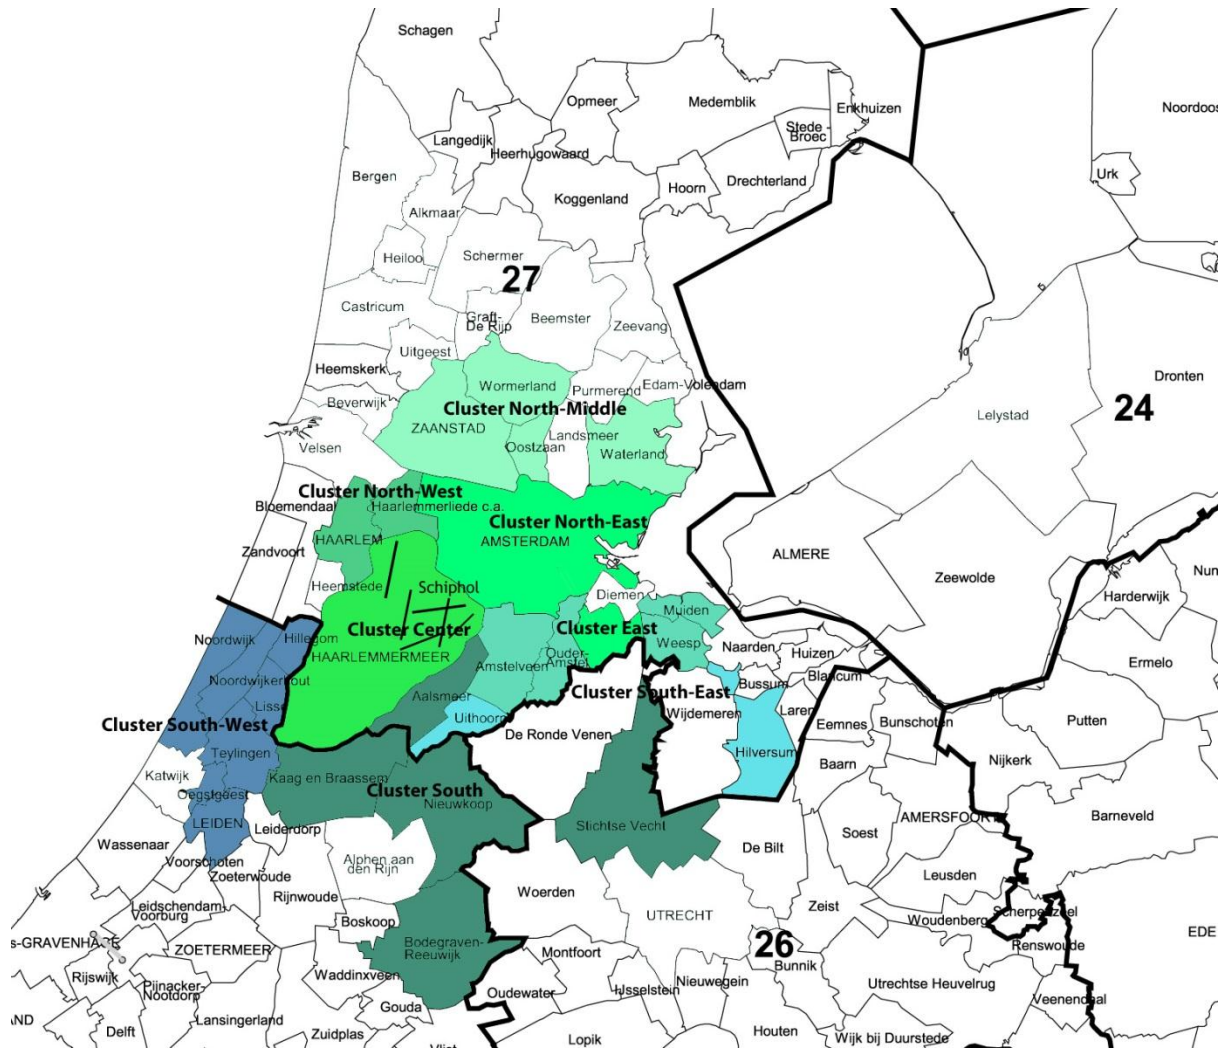 Schagen
Opmeer
Medemblik
Enkhuizen
Noordoos
Stede -
Broec
Langedijk
Heerhugowaard
Bergen
Urk
Hoorn
Drechterland
Koggenland
Alkmaar
Heiloo
Schermer
27
Castricum
Graft-
De Rijp
Beemster
Zeevang
Uitgeest
Heemskerk
Dronten
Wormerland
Purmerend
Edam-Volendam
Beverwijk
Cluster North-Middle
24
Lelystad
ZAANSTAD
Landsmeer
Oostzaan
Velsen
Waterland
Cluster North-West
Bloemendaal
Haarlemmerliede c.a.
Cluster North-East
HAARLEM
AMSTERDAM
Zandvoort
ALMERE
Zeewolde
Nun
Heemstede
Schiphol
Diemen
Harderwijk
Muiden
Cluster Center
Cluster East
Noordwijk
Hillegom
HAARLEMMERMEER
Weesp
Naarden
Huizen
Ouder-
Amstel
Amstelveen
Ermelo
Noordwijkerhout
Bussum
Blaricum
Aalsmeer
Cluster South-East
Lisse
Laren
Uithoorn
Wijdemeren
Eemnes
Bunschoten
Putten
Cluster South-West
De Ronde Venen
Teylingen
Hilversum
Nijkerk
Baarn
Katwijk
Kaag en Braassem
Cluster South
Nieuwkoop
Oegstgeest
LEIDEN
Leiderdorp
Stichtse Vecht
AMERSFOORT
Barneveld
Soest
Wassenaar
De Bilt
Voorschoten
Alphen aan
den Rijn
Zoeterwoude
Leusden
Rijnwoude
Woerden
Leidschendam-
Voorburg
Zeist
Scherpenzeel
UTRECHT
Woudenberg
Boskoop
s-GRAVENHAGE
ZOETERMEER
26
EDE
Bodegraven-
Reeuwijk
Montfoort
Renswoude
Bunnik
Rijswijk
Waddinxveen
Pijnacker-
Nootdorp
Nieuwegein
Utrechtse Heuvelrug
IJsselstein
Oudewater
Veenendaal
Gouda
AND
Delft
Lansingerland
Zuidplas
Houten
Lopik
Wijk bij Duurstede
Vlist